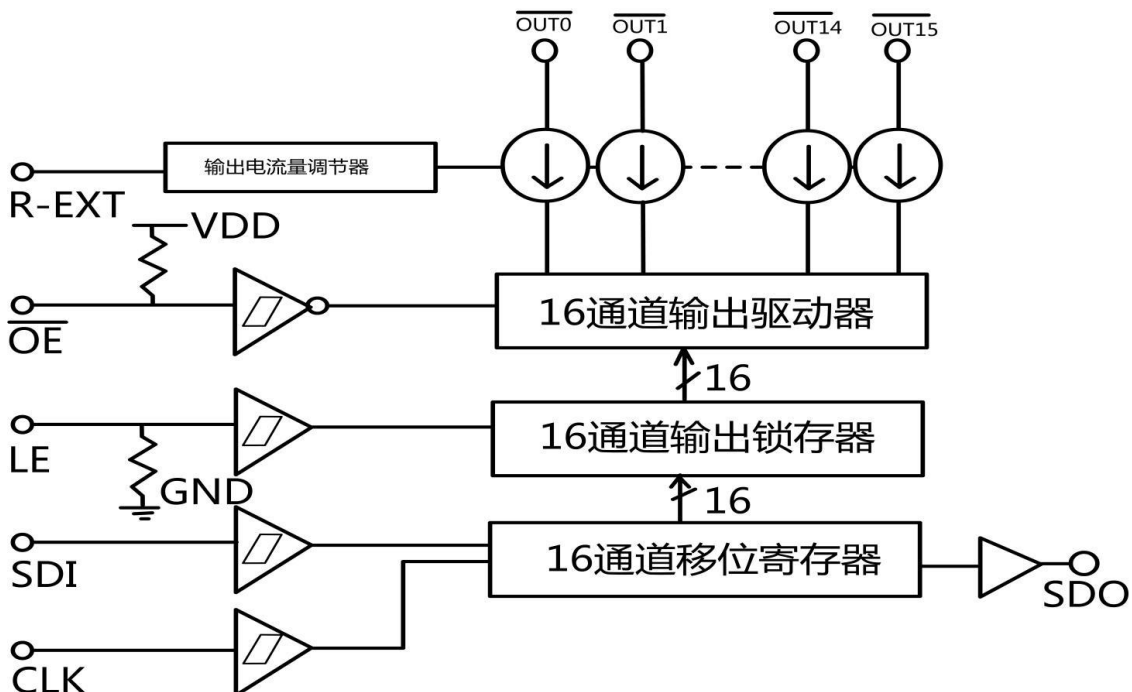 OUT0 OUT1 OUT14 OUT15
输出电流量调节器
R-EXT
VDD
OE
16通道输出驱动器
16
LE
16通道输出锁存器
GND
16
SDI
16通道移位寄存器
SDO
CLK